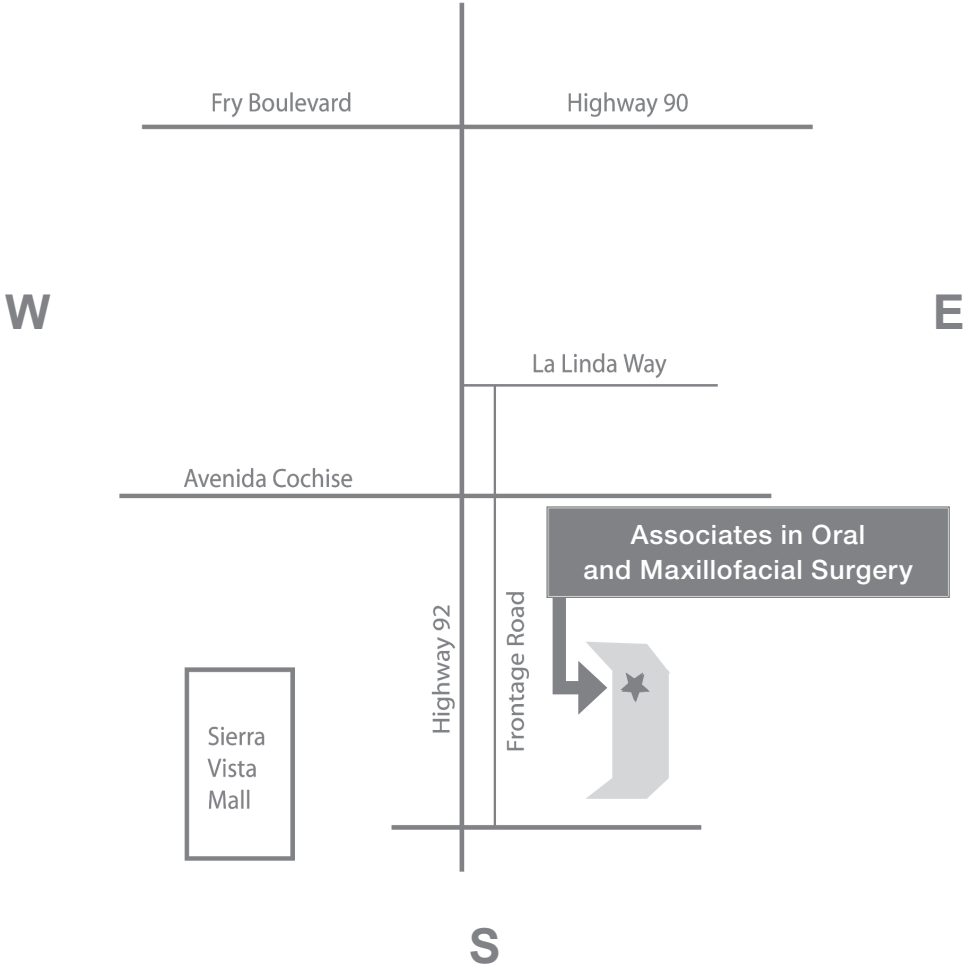 Fry Boulevard
Highway 90
W
E
La Linda Way
Avenida Cochise
Associates in Oral
and Maxillofacial Surgery
Highway 92
Frontage Road
Sierra
Vista
Mall
S